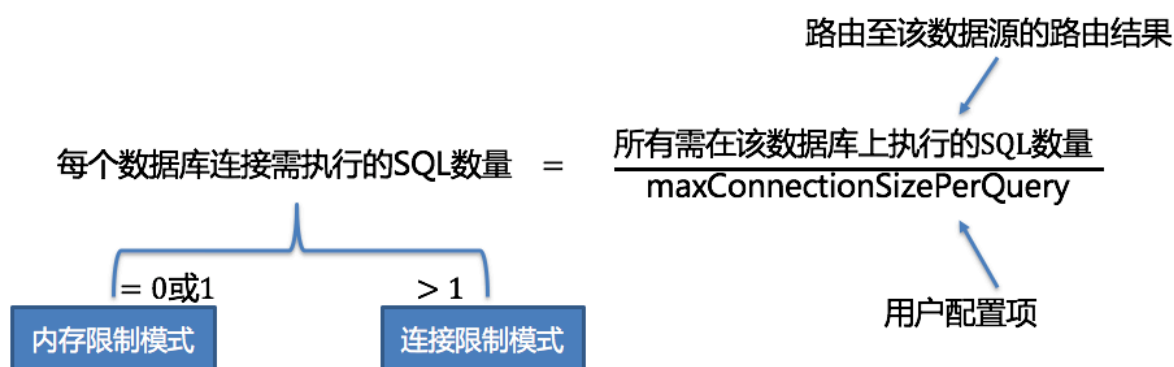 路由至该数据源的路由结果
所有需在该数据库上执行的SQL数量
每个数据库连接需执行的SQL数量 =
maxConnectionSizePerQuery
= 0或1
> 1
用户配置项
内存限制模式
连接限制模式